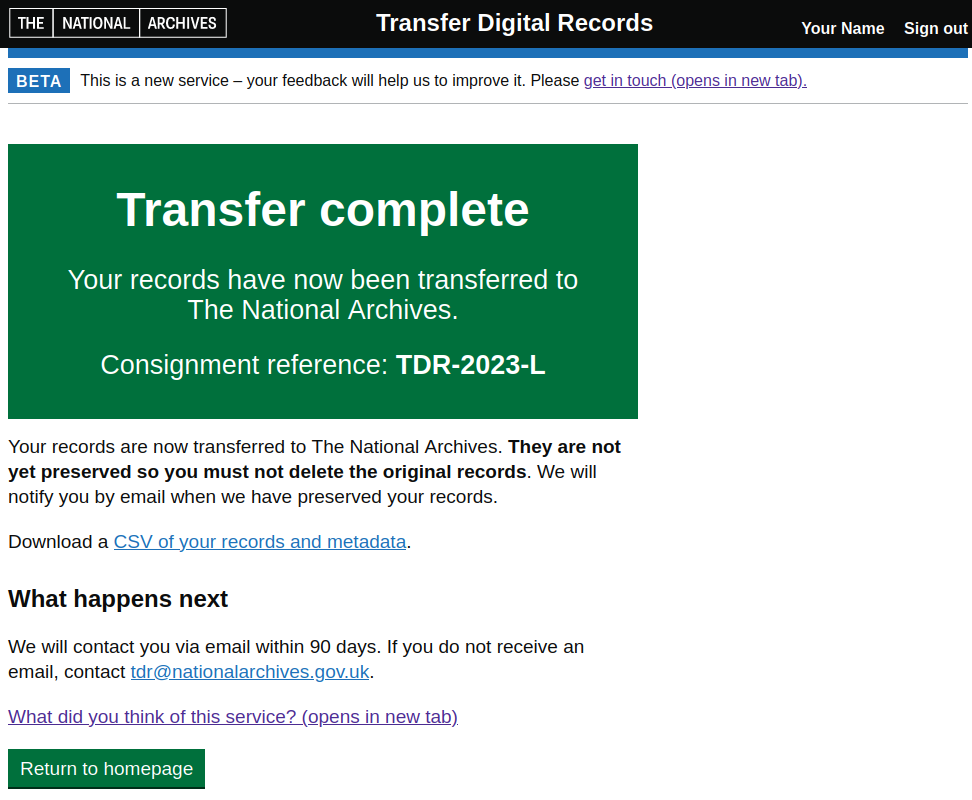 THE NATIONAL ARCHIVES
Transfer Digital Records
Your Name Sign out
BETA This is a new service – your feedback will help us to improve it. Please get in touch (opens in new tab).
Transfer complete
Your records have now been transferred to
The National Archives.
Consignment reference: TDR-2023-L
Your records are now transferred to The National Archives. They are not
yet preserved so you must not delete the original records. We will
notify you by email when we have preserved your records.
Download a CSV of your records and metadata.
What happens next
We will contact you via email within 90 days. If you do not receive an
email, contact tdr@nationalarchives.gov.uk.
What did you think of this service? (opens in new tab)
Return to homepage